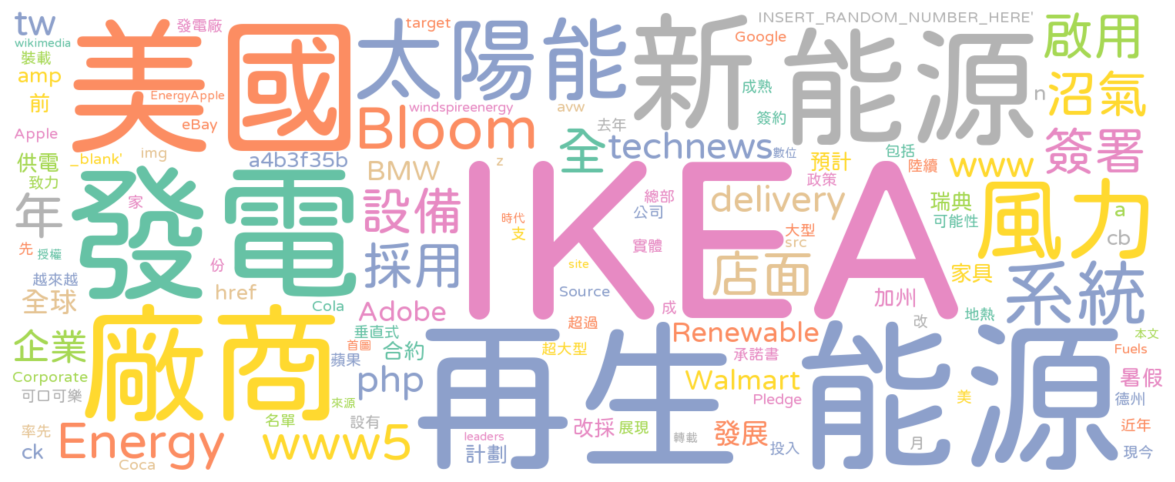 tw 發電廠 target INSERT_RANDOM_NUMBER_HERE'
wikimedia 美國 太陽能 新能源 Google 啟用
裝載 amp EnergyApple windspireenergy avw 成熟 n 沼氣
前 eBay Bloom 去年 簽約
Apple _blank' img a4b3f35b z 全 technews 數位 包括 簽署
供電 BMW 預計 陸續 www
致力 發電 設備 IKEA 總部 delivery 政策 瑞典 風力 a
年 家 時代 支 公司 可能性 cb
先 授權 份 採用 實體 大型 src 店面
越來越 href site 家具 系統
全球 Cola Adobe Source 成 加州 地熱
企業 廠商 垂直式 首圖 合約 超過 Renewable 改 本文
蘋果 超大型 承諾書 再生能源 Fuels
Corporate php Walmart 暑假
可口可樂 來源 Pledge 美 德州
率先 Energy 名單 設有 改採 展現 發展 近年
ck Coca www5 leaders 計劃 轉載 投入 月 現今